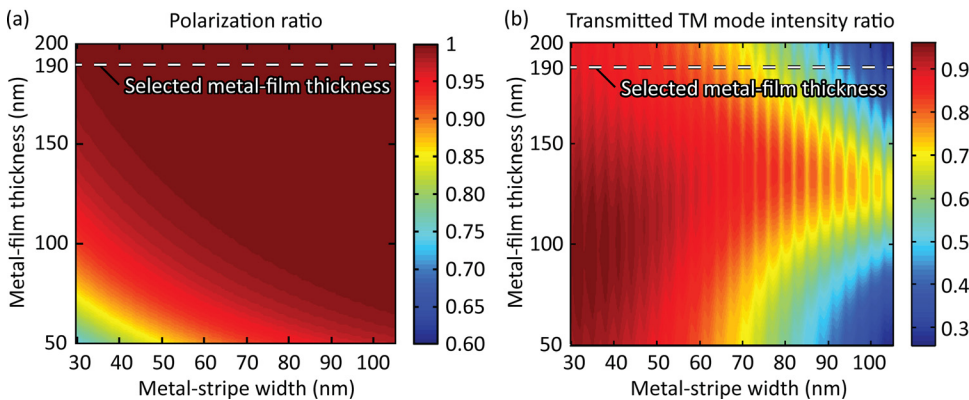 (a) Polarization ratio
200
190
150
100
50
Metal-film thickness (nm)
Selected metal-film thickness
30 40 50 60 70 80 90 100
Metal-stripe width (nm)
1
0.95
0.90
0.85
0.80
0.75
0.70
0.65
0.60
(b) Transmitted TM mode intensity ratio
200
190
150
100
50
Metal-film thickness (nm)
Selected metal-film thickness
30 40 50 60 70 80 90 100
Metal-stripe width (nm)
0.9
0.8
0.7
0.6
0.5
0.4
0.3